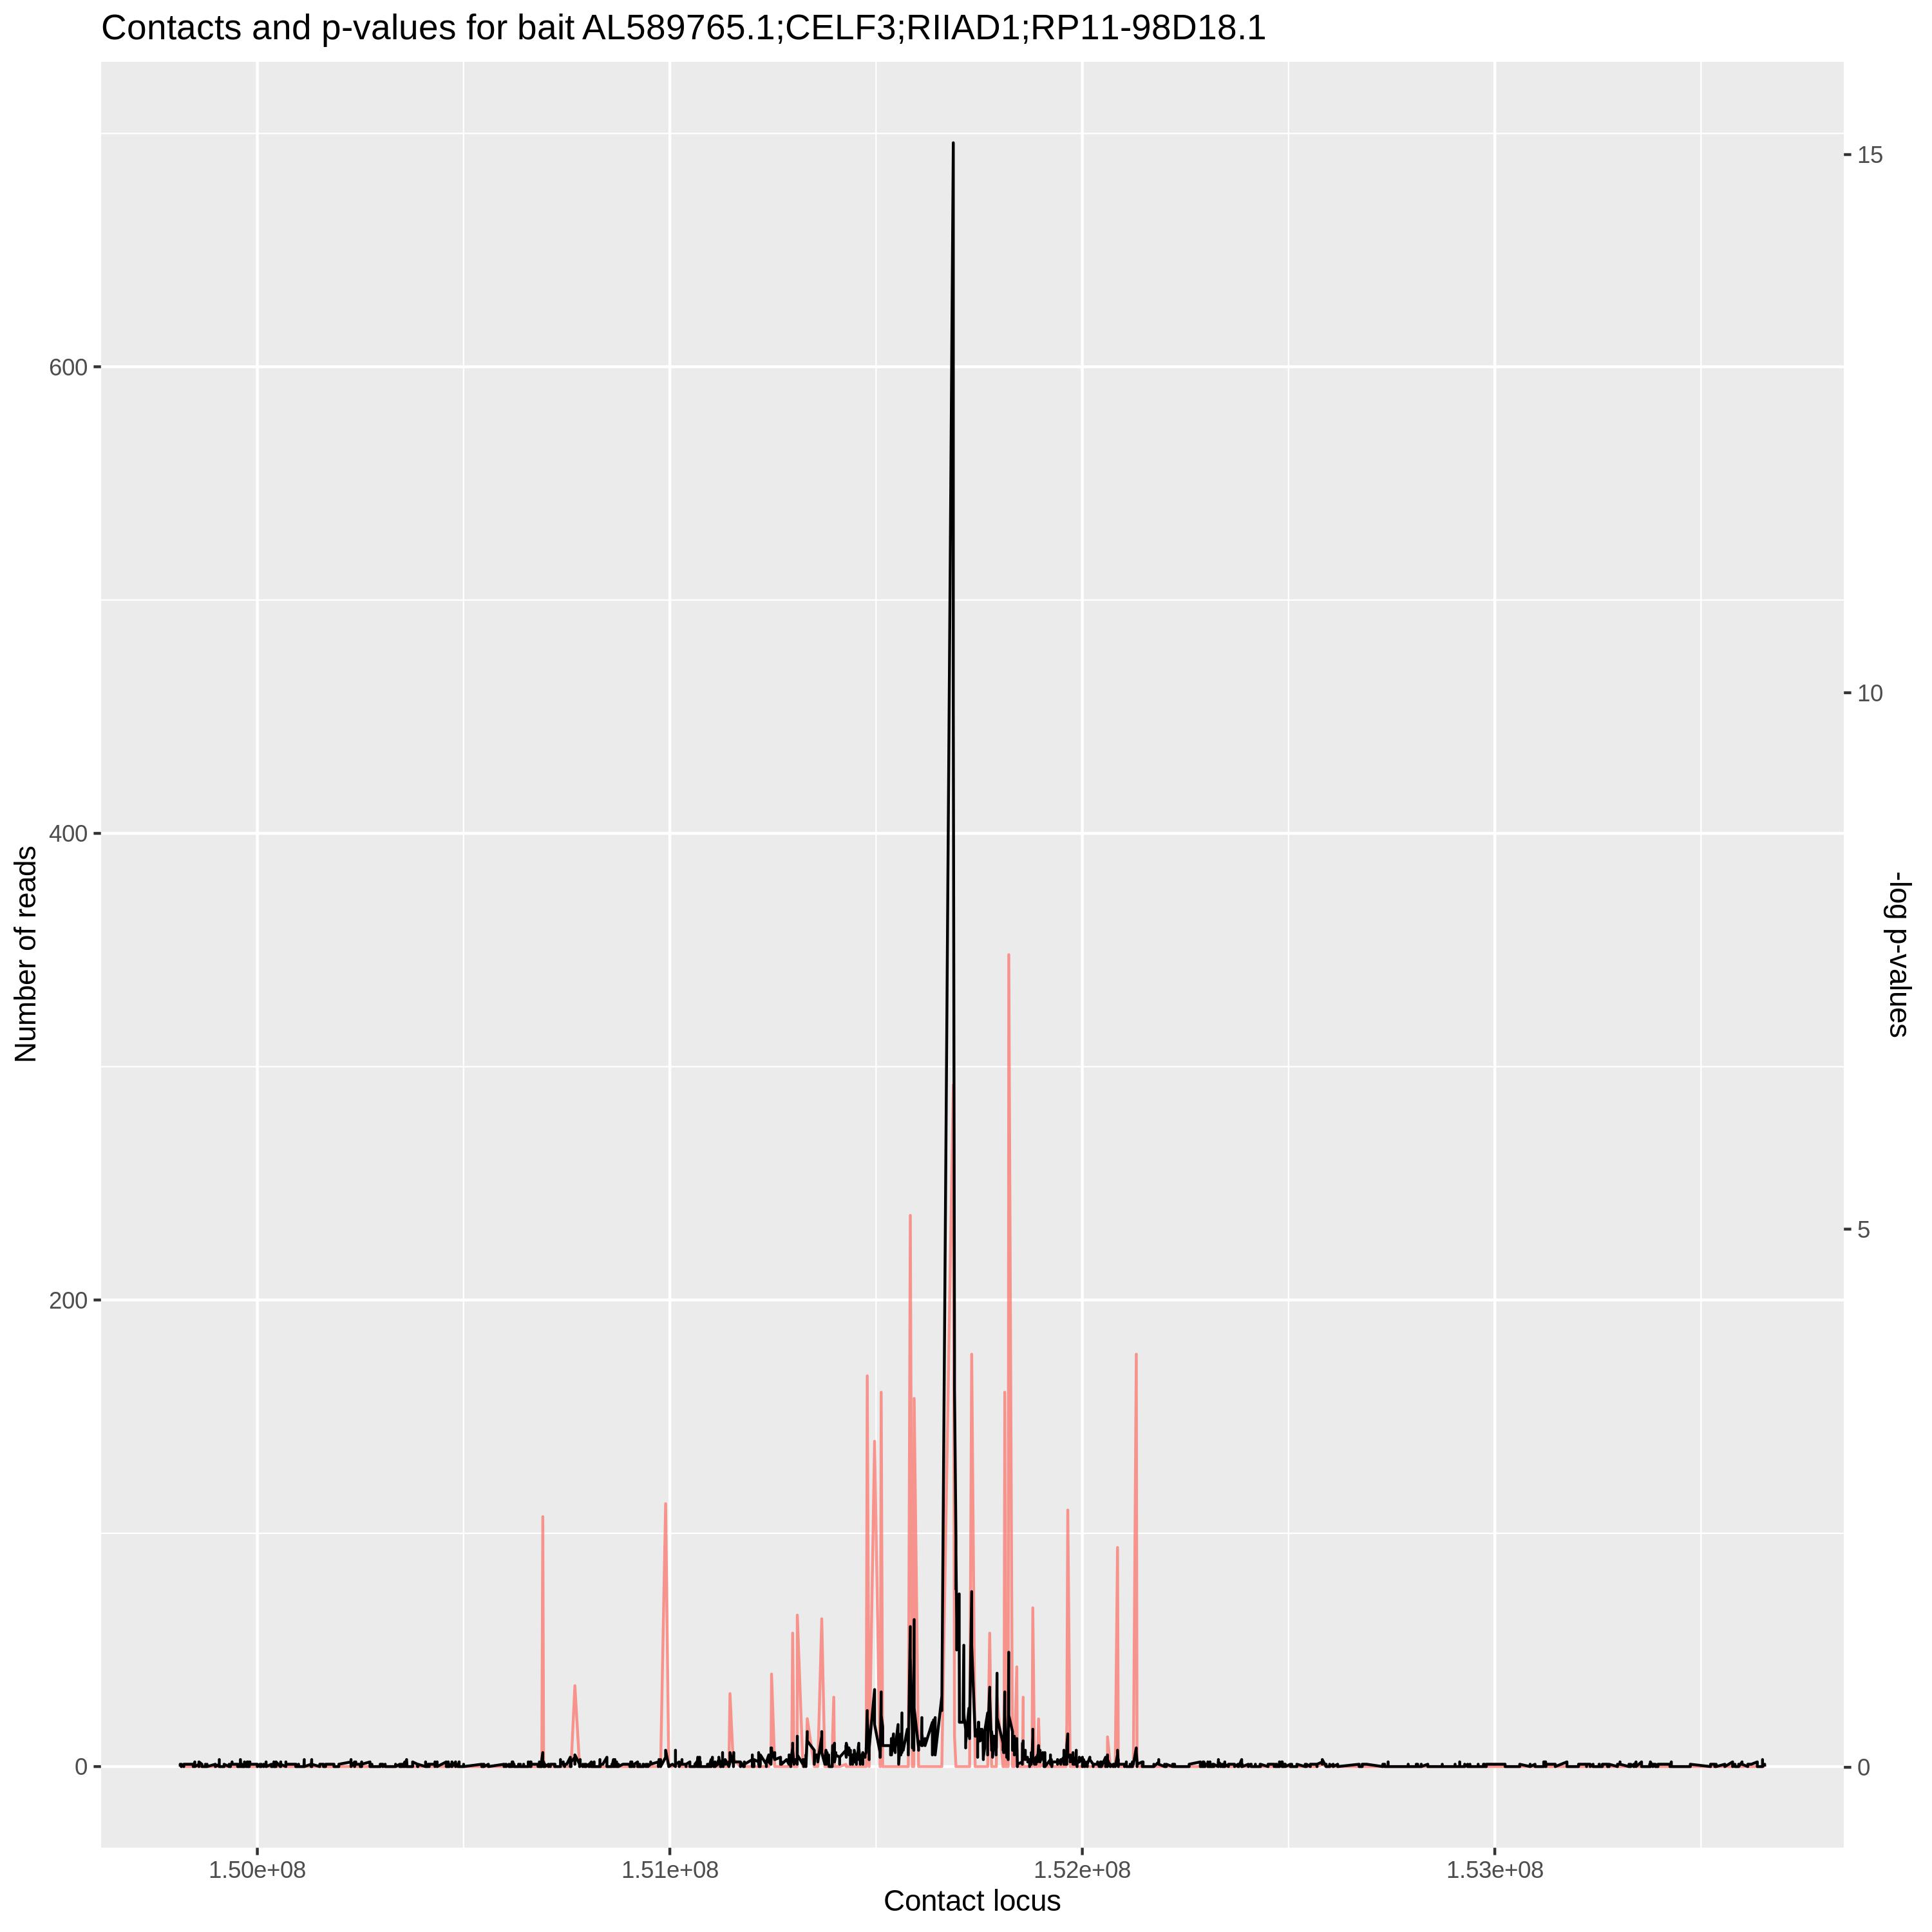 Contacts and p-values for bait AL589765.1;CELF3;RIIAD1;RP11-98D18.1
Number of reads
600
400
200
0
15
10
5
0
-log p-values
1.50e+08
1.51e+08
1.52e+08
1.53e+08
Contact locus